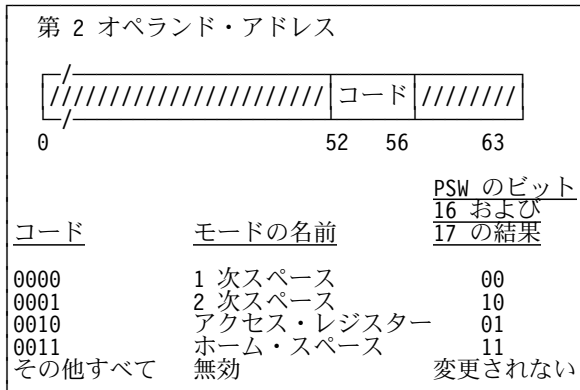 第 2 オペランド・アドレス
/
//////////////////////コード////////
/
0 52 56 63
PSW のビット
16 および
コード モードの名前 17 の結果
0000 1 次スペース 00
0001 2 次スペース 10
0010 アクセス・レジスター 01
0011 ホーム・スペース 11
その他すべて 無効 変更されない